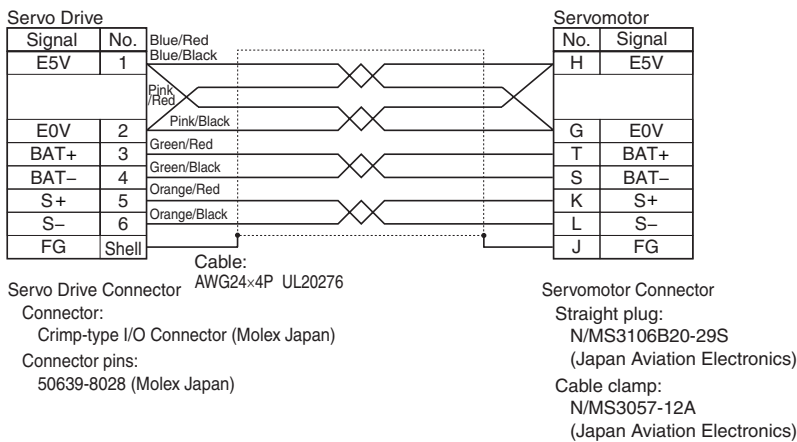 Servo Drive
Servomotor
Signal No.
No. Signal
Blue/Red
Blue/Black
E5V 1
H E5V
Pink
/Red
Pink/Black
E0V 2
G E0V
Green/Red
BAT+ 3
T BAT+
Green/Black
BAT− 4
S BAT−
Orange/Red
S+ 5
K S+
Orange/Black
S− 6
L S−
FG Shell
J FG
Cable:
AWG24×4P UL20276
Servo Drive Connector
Connector:
Crimp-type I/O Connector (Molex Japan)
Connector pins:
50639-8028 (Molex Japan)
Servomotor Connector
Straight plug:
N/MS3106B20-29S
(Japan Aviation Electronics)
Cable clamp:
N/MS3057-12A
(Japan Aviation Electronics)